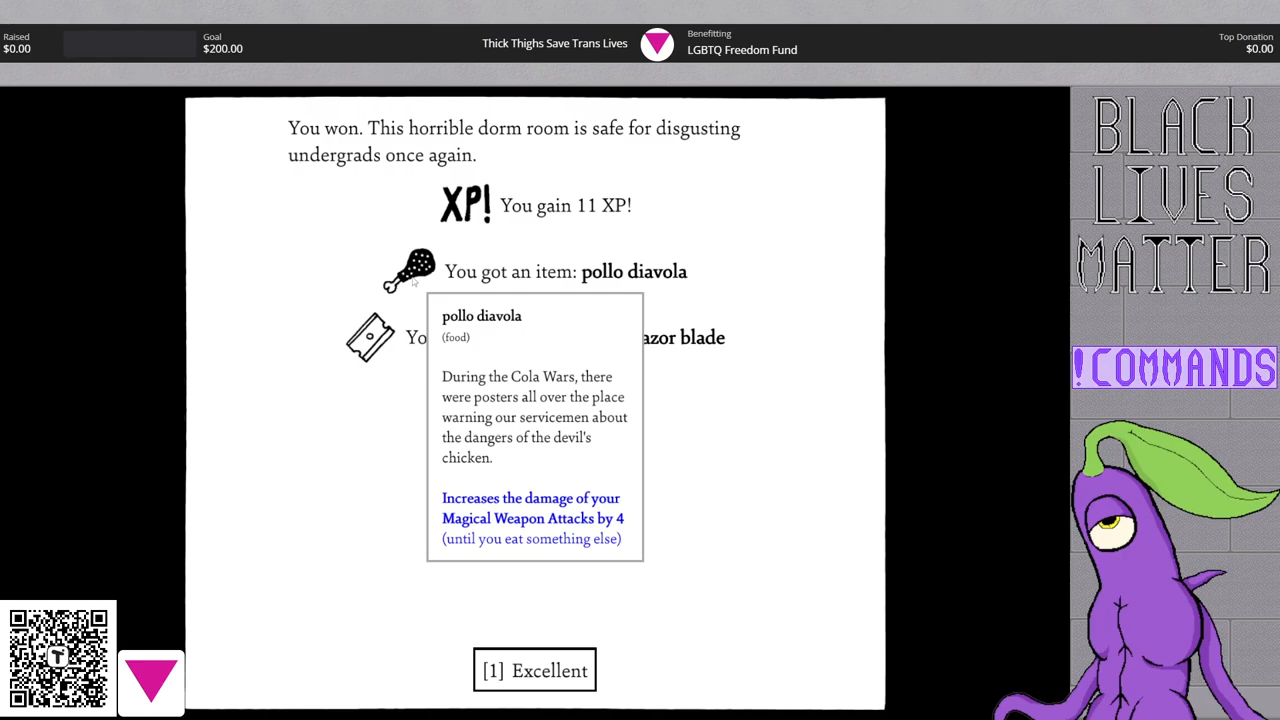 Raised
$0.00
Goal
$200.00
Thick Thighs Save Trans Lives
Benefitting
LGBTQ Freedom Fund
Top Donation
$0.00
You won. This horrible dorm room is safe for disgusting
undergrads once again.
XP! You gain 11 XP!
You got an item: pollo diavola
Yo
azor blade
pollo diavola
(food)
During the Cola Wars, there
were posters all over the place
warning our servicemen about
the dangers of the devil's
chicken.
Increases the damage of your
Magical Weapon Attacks by 4
(until you eat something else)
[1] Excellent
BLACK
LIVES
MATTER
!COMMANDS
T